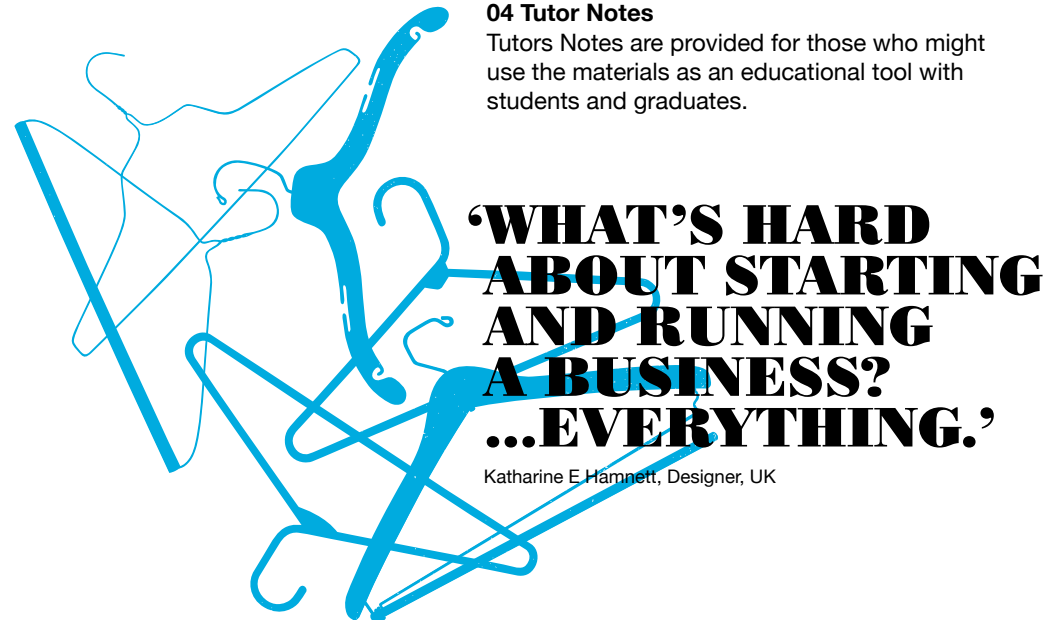 04 Tutor Notes
Tutors Notes are provided for those who might
use the materials as an educational tool with
students and graduates.
‘WHAT’S HARD
ABOUT STARTING
AND RUNNING
A BUSINESS?
...EVERYTHING.’
Katharine E Hamnett, Designer, UK